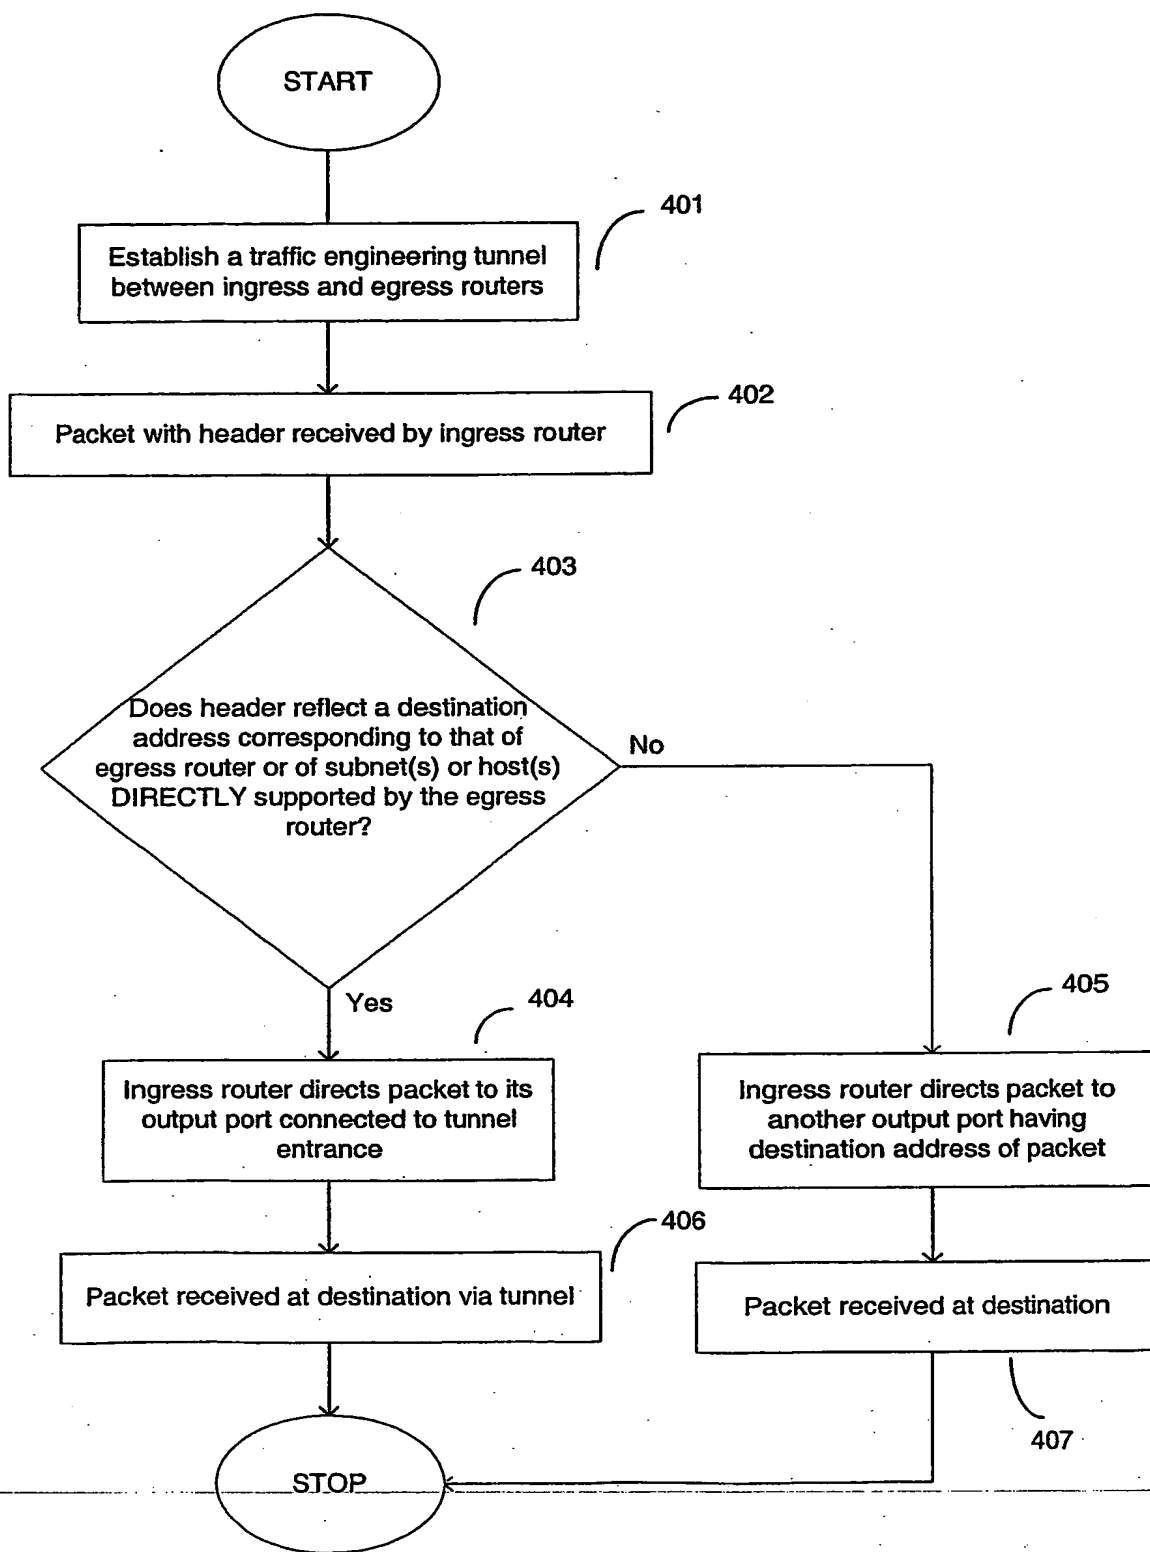 START
401
Establish a traffic engineering tunnel
between ingress and egress routers
402
Packet with header received by ingress router
403
Does header reflect a destination
address corresponding to that of
egress router or of subnet(s) or host(s)
DIRECTLY supported by the egress
router?
No
Yes
404
405
Ingress router directs packet to its
output port connected to tunnel
entrance
Ingress router directs packet to
another output port having
destination address of packet
406
Packet received at destination via tunnel
Packet received at destination
407
STOP